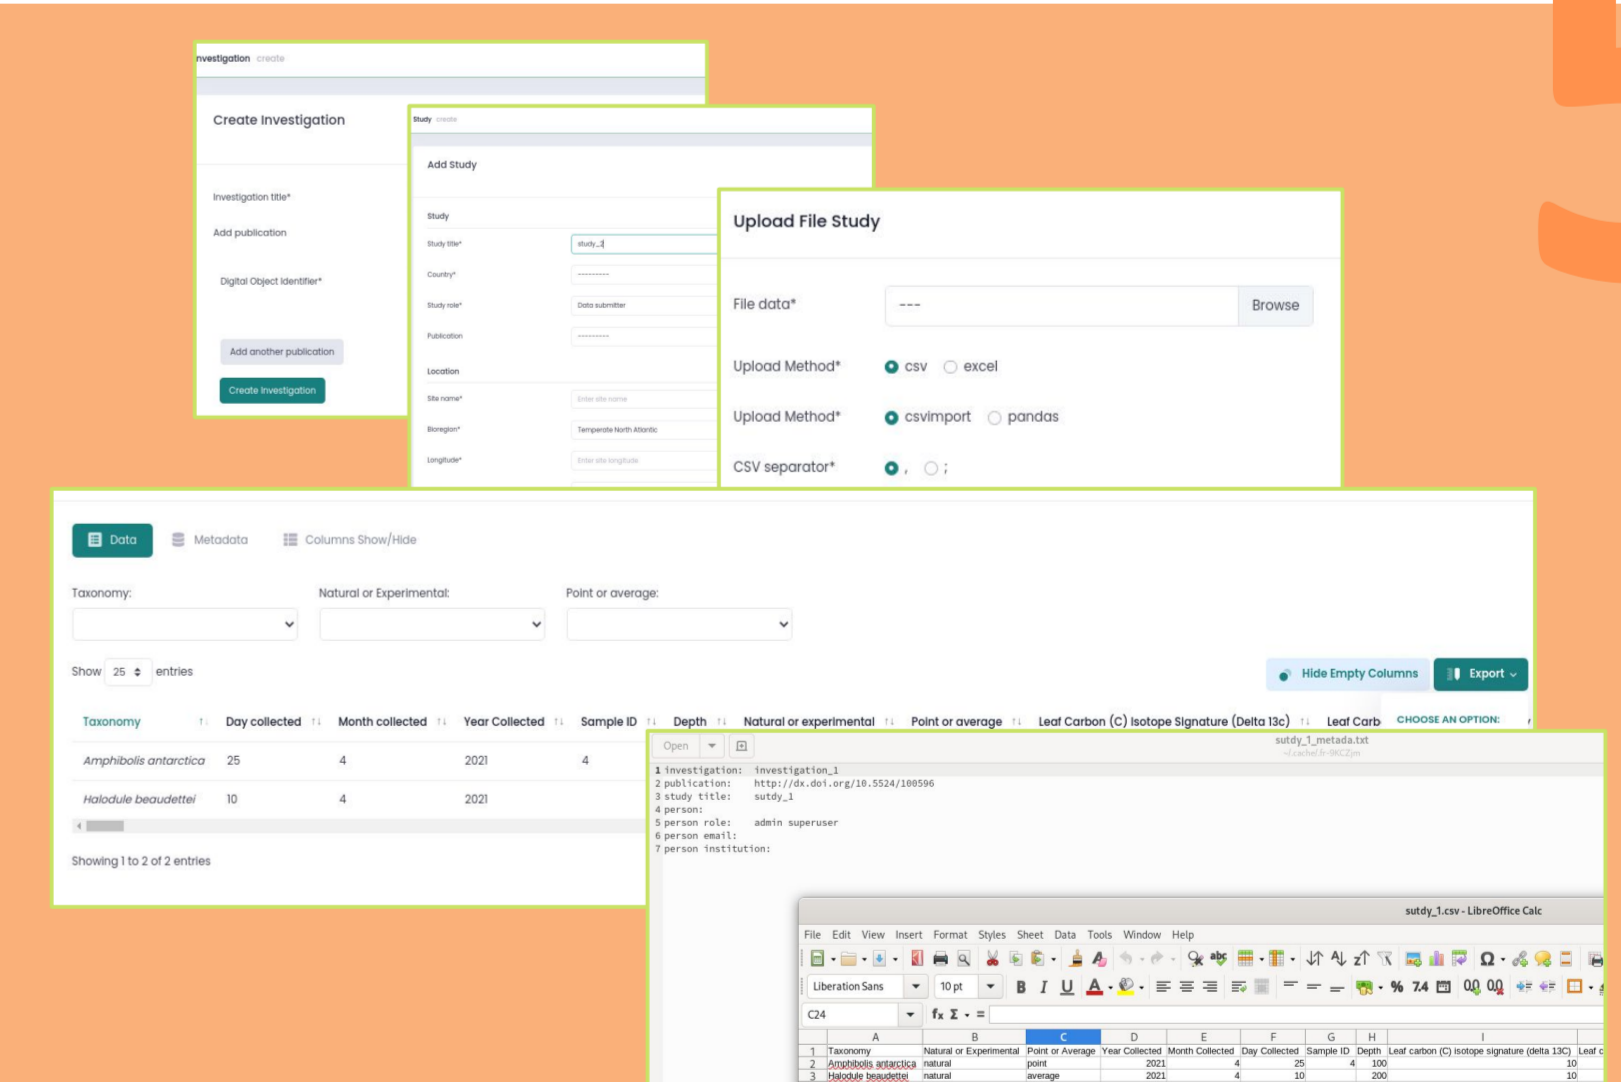 nvestigation create
Create Investigation
Investigation title*
Add publication
Digital Object Identifier*
Add another publication
Create Investigation
Study create
Add Study
Study
Study title* study_2
Country* ---------
Study role* Data submitter
Publication ---------
Location
Site name* Enter site name
Bioregion* Temperate North Atlantic
Longitude* Enter site longitude
Upload File Study
File data* --- Browse
Upload Method* csv excel
Upload Method* csvimport pandas
CSV separator* , ;
Data Metadata Columns Show/Hide
Taxonomy: Natural or Experimental: Point or average:
Show 25 entries
Hide Empty Columns Export
CHOOSE AN OPTION:
Taxonomy Day collected Month collected Year Collected Sample ID Depth Natural or experimental Point or average Leaf Carbon (C) Isotope Signature (Delta 13c) Leaf Carb
Amphibolis antarctica 25 4 2021 4
Halodule beaudettei 10 4 2021
Showing 1 to 2 of 2 entries
Open
sutdy_1_metada.txt
~/.cache/.fr-9KCZjm
1 investigation: investigation_1
2 publication: http://dx.doi.org/10.5524/100596
3 study title: sutdy_1
4 person:
5 person role: admin superuser
6 person email:
7 person institution:
sutdy_1.csv - LibreOffice Calc
File Edit View Insert Format Styles Sheet Data Tools Window Help
Liberation Sans 10 pt B I U A % 7.4
C24 fx Σ =
A B C D E F G H I
1 Taxonomy Natural or Experimental Point or Average Year Collected Month Collected Day Collected Sample ID Depth Leaf carbon (C) isotope signature (delta 13C) Leaf c
2 Amphibolis antarctica natural point 2021 4 25 4 100 10
3 Halodule beaudettei natural average 2021 4 10 200 10